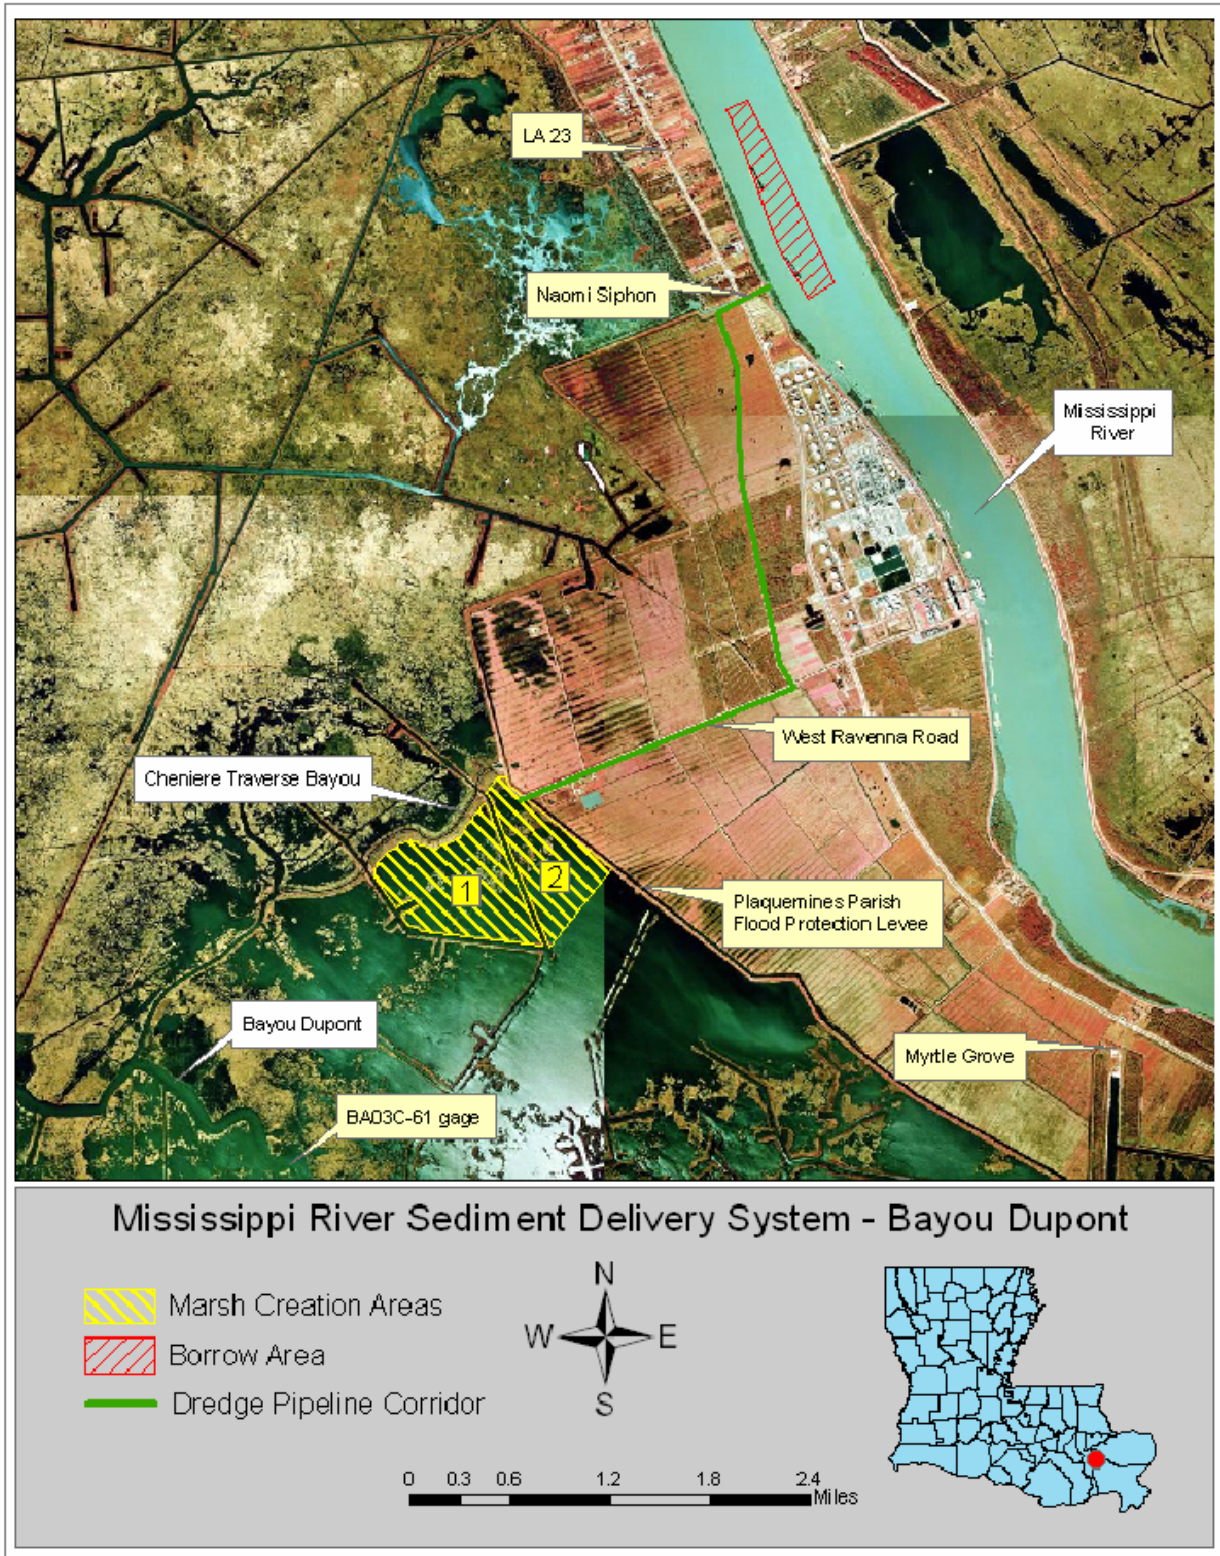 LA 23
Naomi Siphon
Mississippi
River
West Ravenna Road
Cheniere Traverse Bayou
1
2
Plaquemines Parish
Flood Protection Levee
Bayou Dupont
Myrtle Grove
BA03C-61 gage
Mississippi River Sediment Delivery System - Bayou Dupont
Marsh Creation Areas
Borrow Area
Dredge Pipeline Corridor
N
W E
S
0 0.3 0.6 1.2 1.8 2.4
Miles